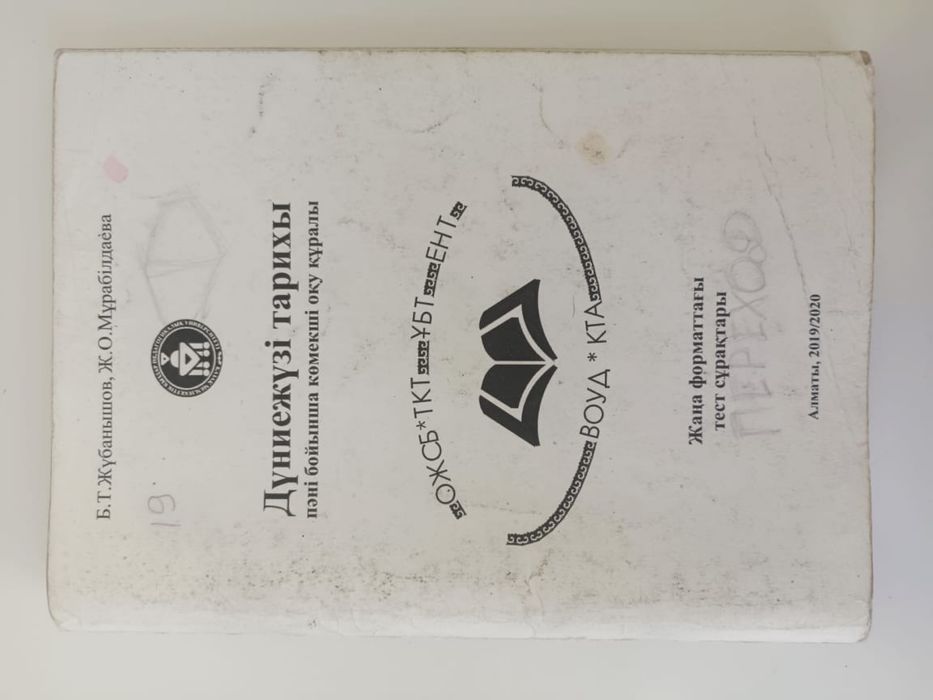 Б.Т.Жұбанышов, Ж.О.Мұрабілдаева
19
Дүниежүзі тарихы
пәні бойынша көмекші оқу құралы
ОЖСБ*ТКТ ҰБТ ЕНТ
ВОУД * КТА
Жаңа форматтағы
тест сұрақтары
ПЕРЕХОД
Алматы, 2019/2020